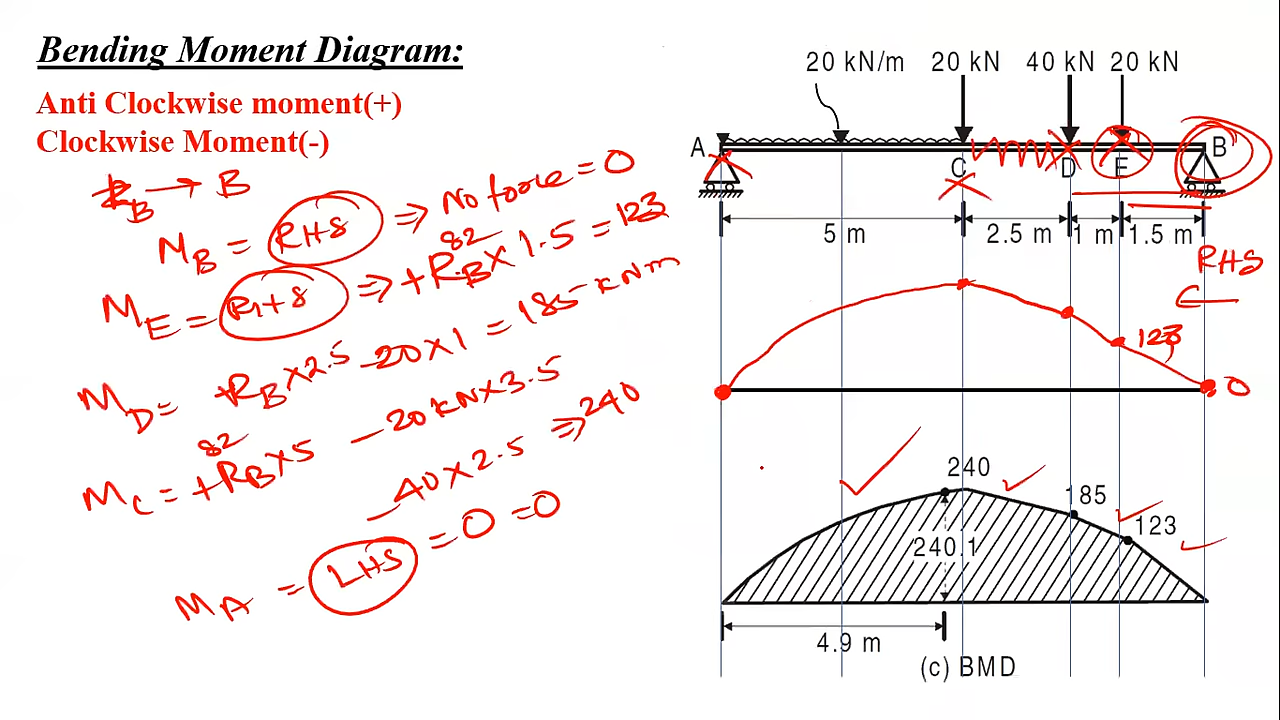 Bending Moment Diagram:
Anti Clockwise moment(+)
Clockwise Moment(-)
R_B → B
M_B = RHS ⇒ No force = 0
M_E = RHS ⇒ +R_B × 1.5 = 123
82
M_D = +R_B × 2.5 - 20 × 1 = 185 kNm
M_C = +R_B × 5 - 20 kN × 3.5
82
- 40 × 2.5 ⇒ 240
M_A = LHS = 0 = 0
20 kN/m 20 kN 40 kN 20 kN
A C D E B
5 m 2.5 m 1 m 1.5 m
RHS
123
0
240
185
123
240.1
4.9 m
(c) BMD